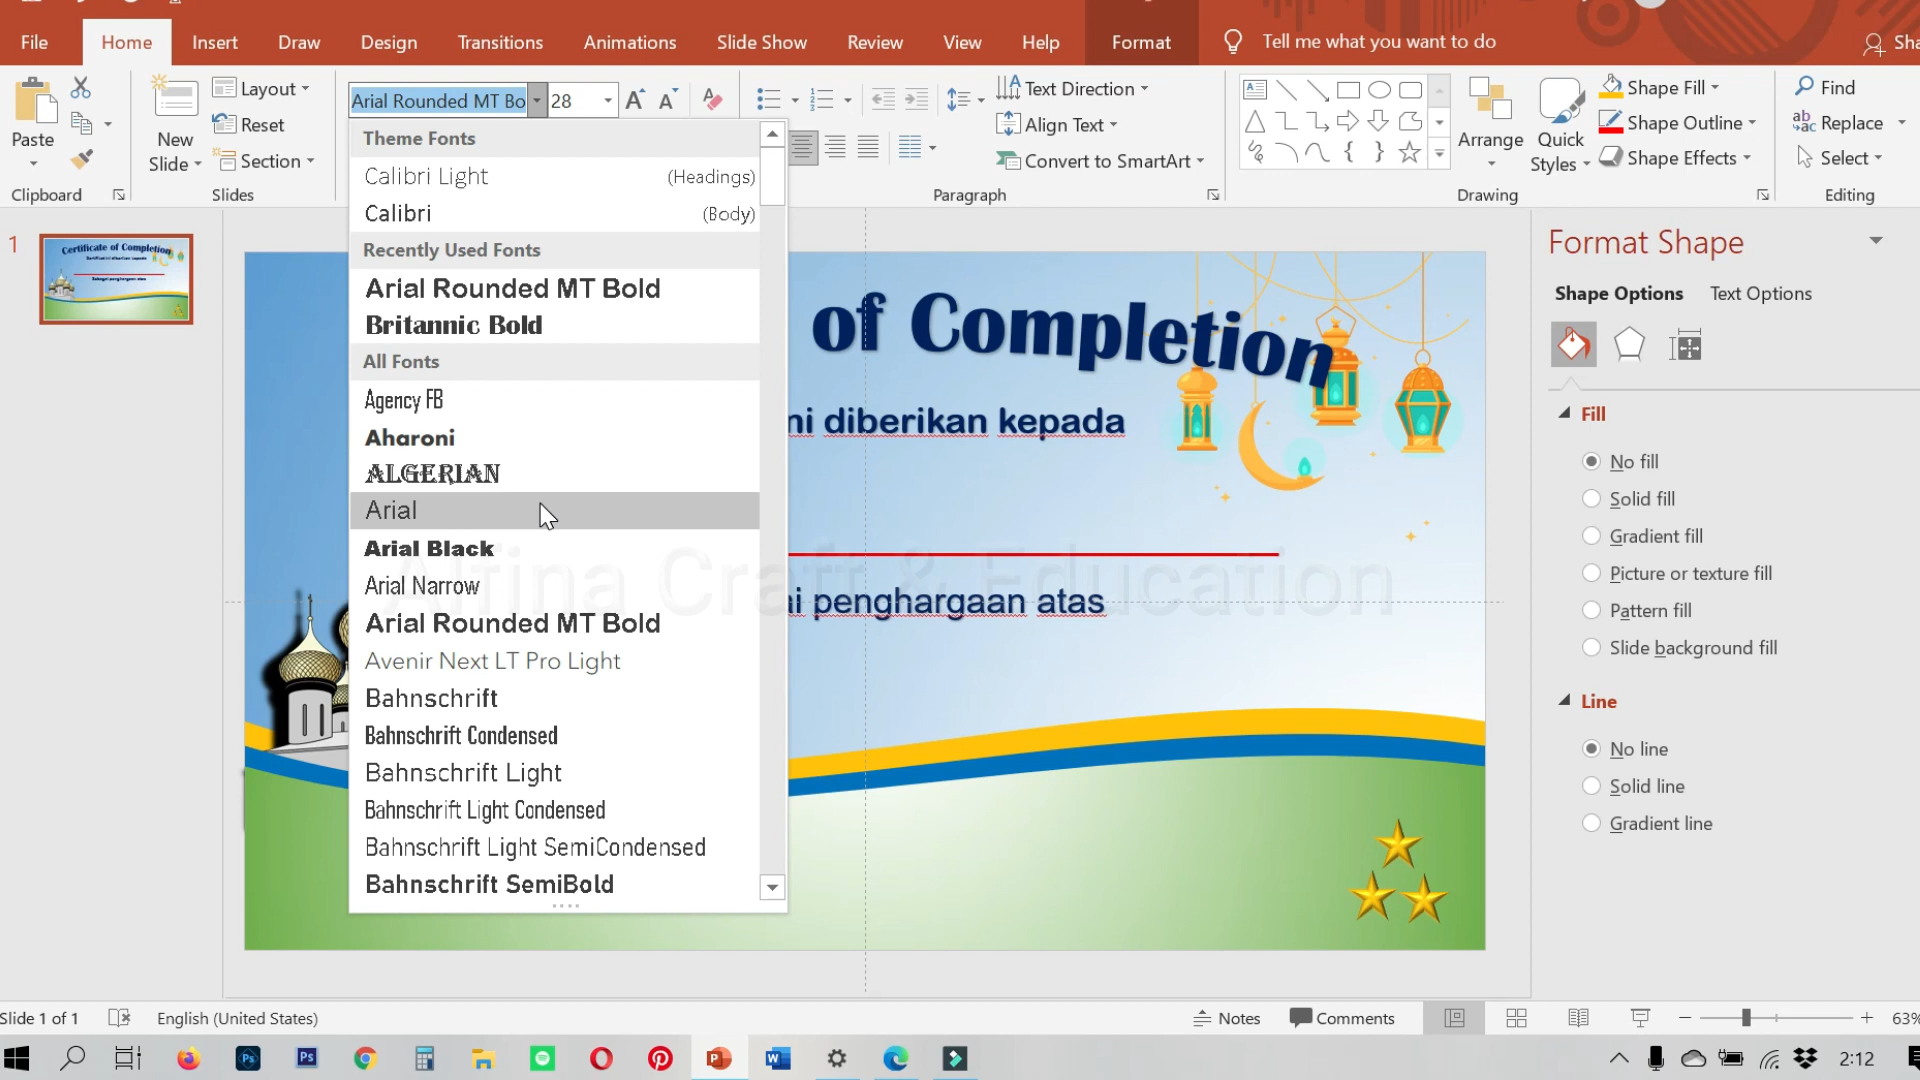 File Home Insert Draw Design Transitions Animations Slide Show Review View Help Format Tell me what you want to do
Paste
Clipboard
New
Slide
Layout
Reset
Section
Slides
Arial Rounded MT Bo 28
Text Direction
Align Text
Convert to SmartArt
Paragraph
Arrange
Quick
Styles
Shape Fill
Shape Outline
Shape Effects
Drawing
Find
Replace
Select
Editing
Theme Fonts
Calibri Light (Headings)
Calibri (Body)
Recently Used Fonts
Arial Rounded MT Bold
Britannic Bold
All Fonts
Agency FB
Aharoni
ALGERIAN
Arial
Arial Black
Arial Narrow
Arial Rounded MT Bold
Avenir Next LT Pro Light
Bahnschrift
Bahnschrift Condensed
Bahnschrift Light
Bahnschrift Light Condensed
Bahnschrift Light SemiCondensed
Bahnschrift SemiBold
1
Certificate of Completion
of Completion
ni diberikan kepada
ai penghargaan atas
Alfina Craft & Education
Format Shape
Shape Options Text Options
Fill
No fill
Solid fill
Gradient fill
Picture or texture fill
Pattern fill
Slide background fill
Line
No line
Solid line
Gradient line
Slide 1 of 1 English (United States) Notes Comments 63%
2:12